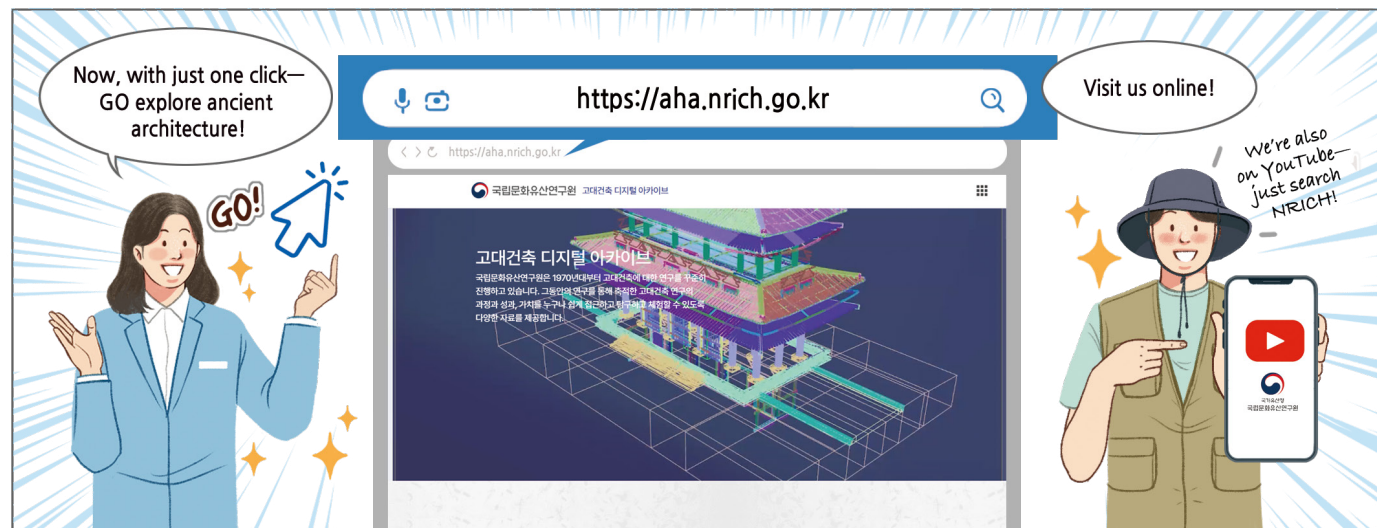 Now, with just one click—
GO explore ancient
architecture!
GO!
https://aha.nrich.go.kr
https://aha.nrich.go.kr
국립문화유산연구원 고대건축 디지털 아카이브
고대건축 디지털 아카이브
국립문화유산연구원은 1970년대부터 고대건축에 대한 연구를 꾸준히
진행하고 있습니다. 그동안의 연구를 통해 축적한 고대건축 연구의
과정과 성과, 가치를 누구나 쉽게 접근하고 탐구하고 체험할 수 있도록
다양한 자료를 제공합니다.
Visit us online!
We're also
on YouTube—
just search
NRICH!
국가유산청
국립문화유산연구원